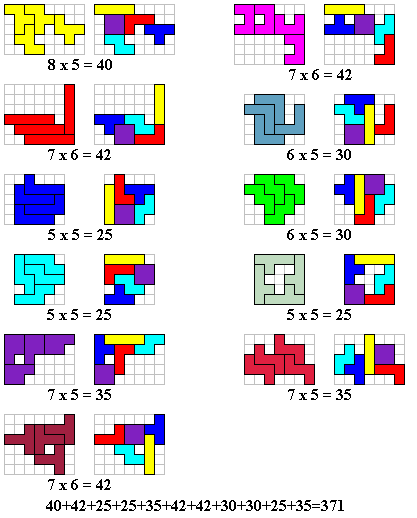 8 x 5 = 40
7 x 6 = 42
7 x 6 = 42
6 x 5 = 30
5 x 5 = 25
6 x 5 = 30
5 x 5 = 25
5 x 5 = 25
7 x 5 = 35
7 x 5 = 35
7 x 6 = 42
40+42+25+25+35+42+42+30+30+25+35=371